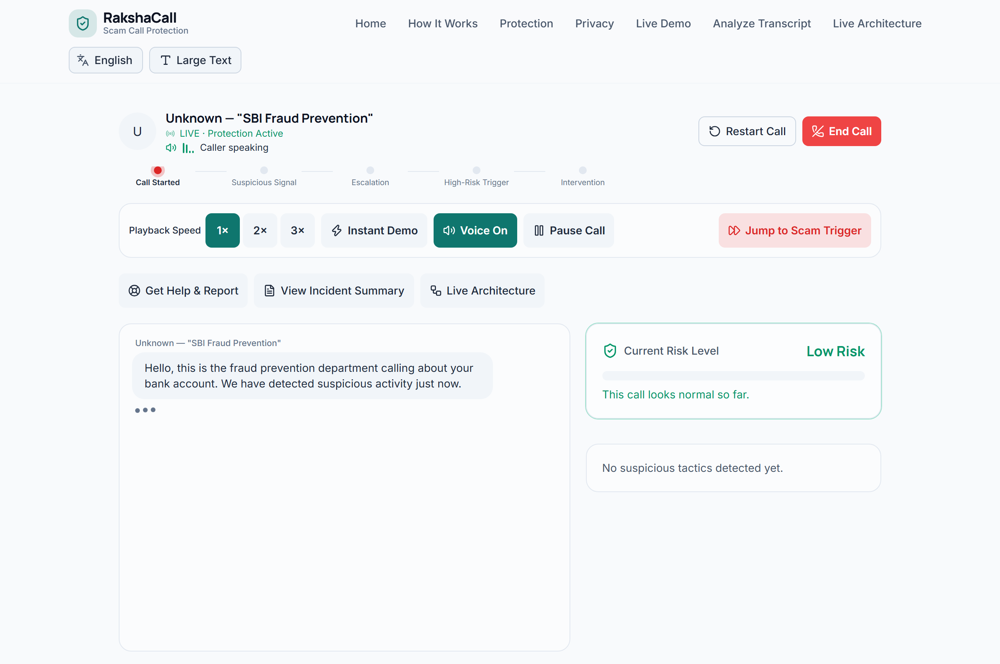 RakshaCall
Scam Call Protection
Home How It Works Protection Privacy Live Demo Analyze Transcript Live Architecture
English Large Text
U
Unknown — "SBI Fraud Prevention"
LIVE · Protection Active
Caller speaking
Restart Call End Call
Call Started Suspicious Signal Escalation High-Risk Trigger Intervention
Playback Speed 1× 2× 3× Instant Demo Voice On Pause Call Jump to Scam Trigger
Get Help & Report View Incident Summary Live Architecture
Unknown — "SBI Fraud Prevention"
Hello, this is the fraud prevention department calling about your
bank account. We have detected suspicious activity just now.
Current Risk Level Low Risk
This call looks normal so far.
No suspicious tactics detected yet.